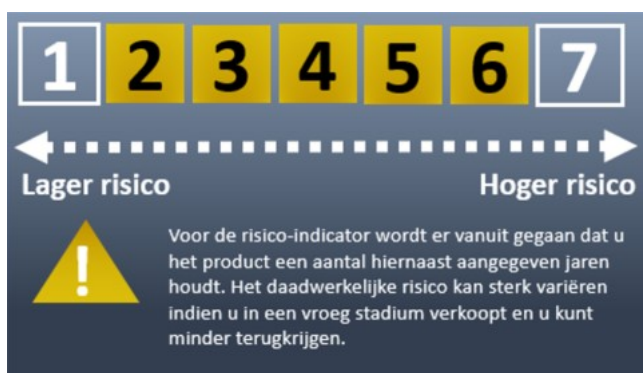 1 2 3 4 5 6 7
Lager risico Hoger risico
!
Voor de risico-indicator wordt er vanuit gegaan dat u
het product een aantal hiernaast aangegeven jaren
houdt. Het daadwerkelijke risico kan sterk variëren
indien u in een vroeg stadium verkoopt en u kunt
minder terugkrijgen.